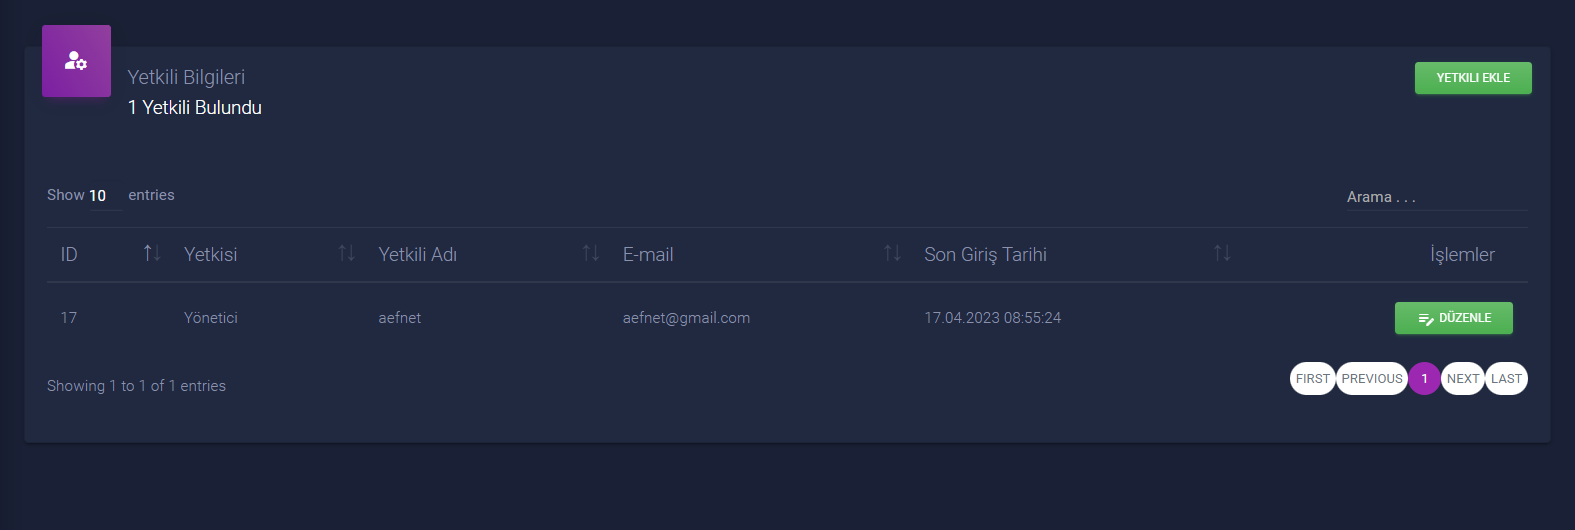 Yetkili Bilgileri
1 Yetkili Bulundu
YETKILI EKLE
Show 10 entries
Arama . . .
ID Yetkisi Yetkili Adı E-mail Son Giriş Tarihi İşlemler
17 Yönetici aefnet aefnet@gmail.com 17.04.2023 08:55:24 DÜZENLE
Showing 1 to 1 of 1 entries
FIRST PREVIOUS 1 NEXT LAST